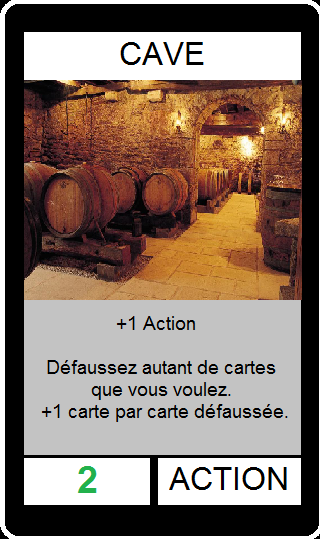 CAVE
+1 Action
Défaussez autant de cartes
que vous voulez.
+1 carte par carte défaussée.
2
ACTION